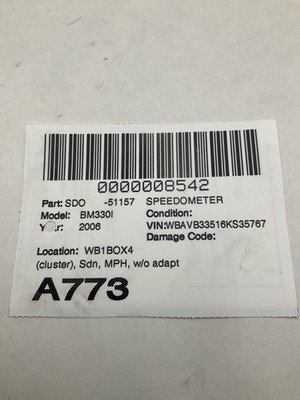 0000008542
Part: SDO -51157 SPEEDOMETER
Model: BM330I Condition:
Year: 2006 VIN:WBAVB33516KS35767
Damage Code:
Location: WB1BOX4
(cluster), Sdn, MPH, w/o adapt
A773